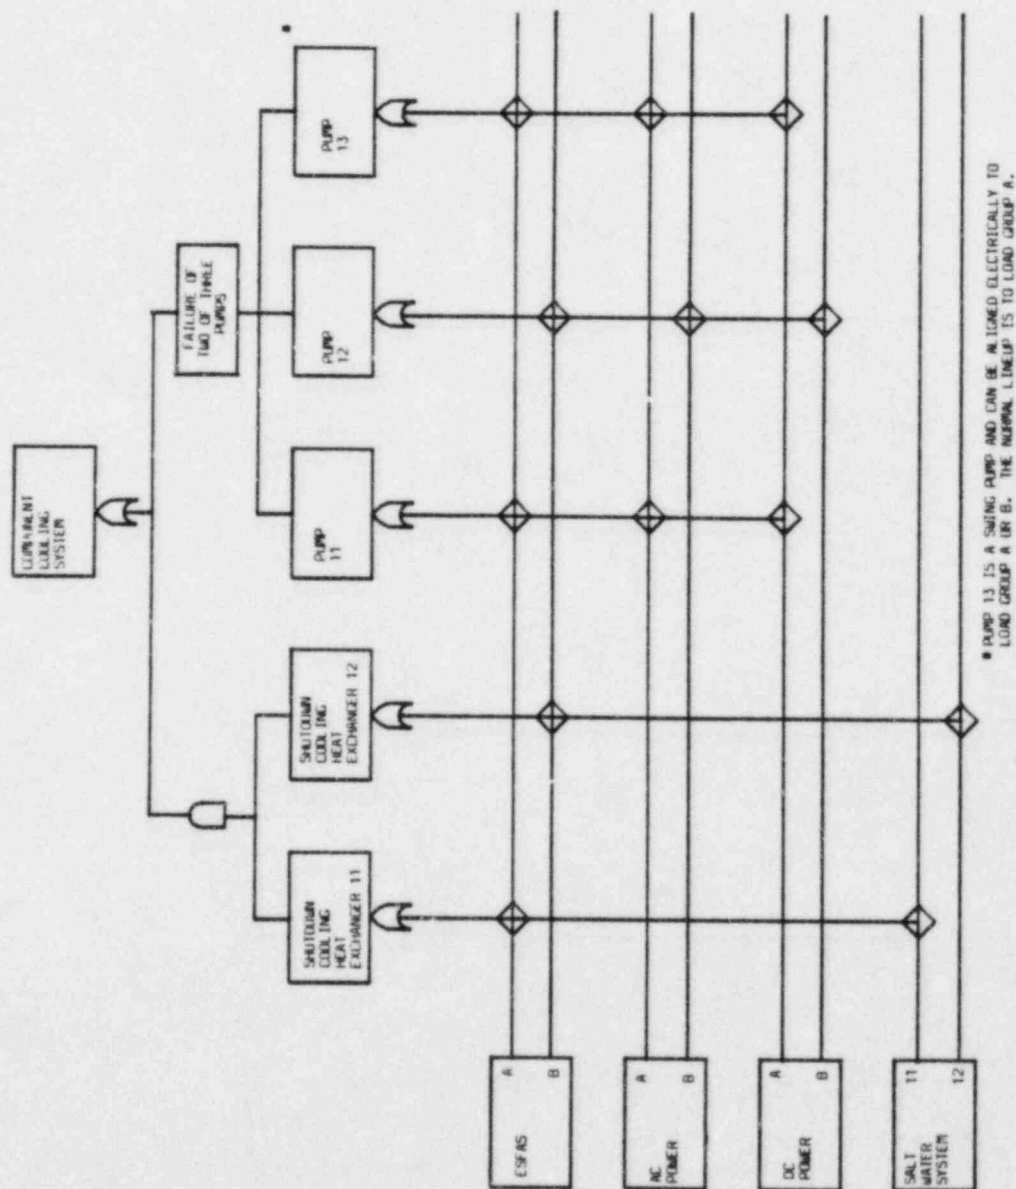 COMPONENT
COOLING
SYSTEM
FAILURE OF
TWO OF THREE
PUMPS
SHUTDOWN
COOLING
HEAT
EXCHANGER 11
SHUTDOWN
COOLING
HEAT
EXCHANGER 12
PUMP
11
PUMP
12
PUMP
13
*
ESFAS
A
B
AC
POWER
A
B
DC
POWER
A
B
SALT
WATER
SYSTEM
11
12
* PUMP 13 IS A SWING PUMP AND CAN BE ALIGNED ELECTRICALLY TO
LOAD GROUP A OR B. THE NORMAL LINEUP IS TO LOAD GROUP A.